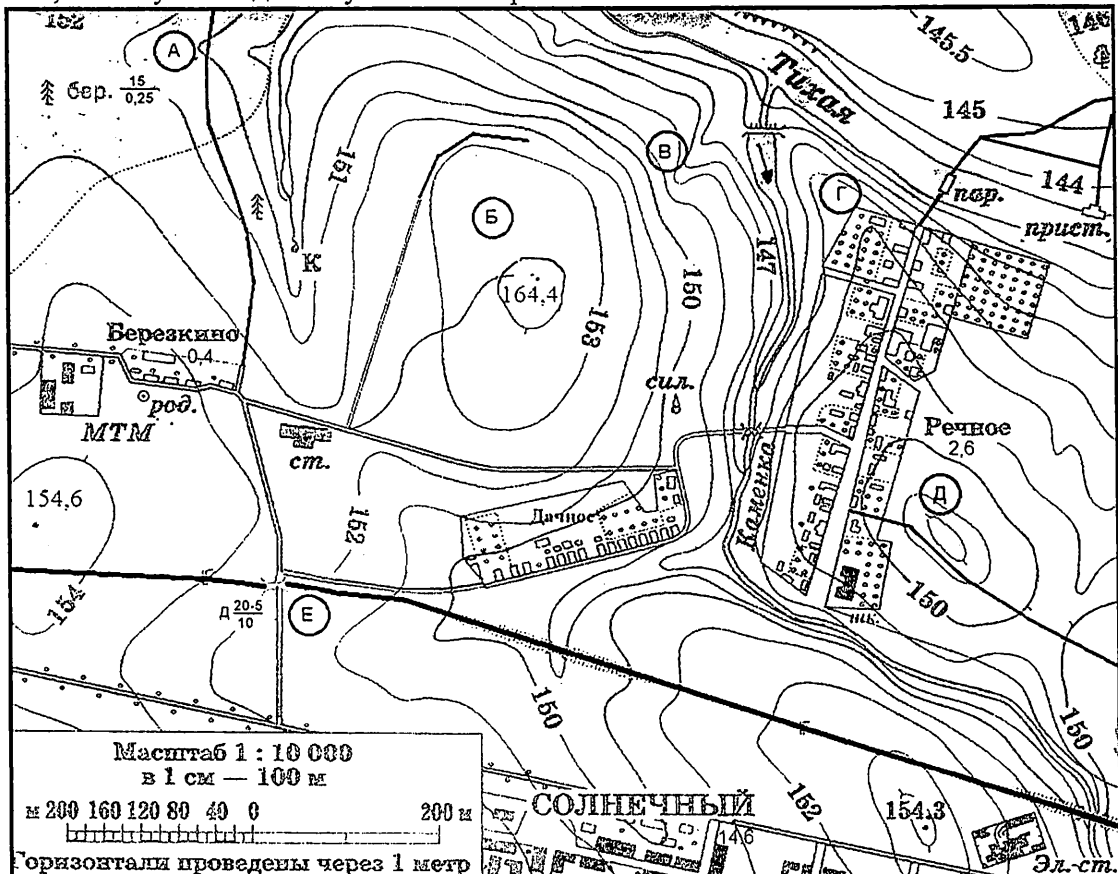 152
А
145.5
146
Тихая
бер. 15
0,25
145
В
151
144
Г
пар.
прист.
Б
К
147
164,4
150
153
Березкино
0,4
сил.
род.
МТМ
Речное
2,6
ст.
Д
154,6
Каменка
Дачное
152
150
154
Д 20-5
10
Е
шк.
150
150
Масштаб 1 : 10 000
в 1 см — 100 м
м 200 160 120 80 40 0 200 м
Горизонтали проведены через 1 метр
СОЛНЕЧНЫЙ
14,6
152
154,3
Эл.-ст.